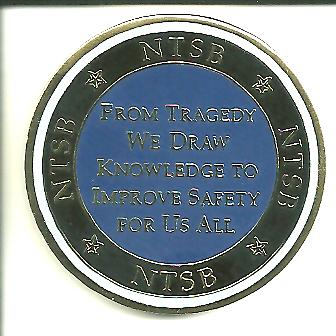 NTSB
NTSB
NTSB
NTSB
FROM TRAGEDY
WE DRAW
KNOWLEDGE TO
IMPROVE SAFETY
FOR US ALL